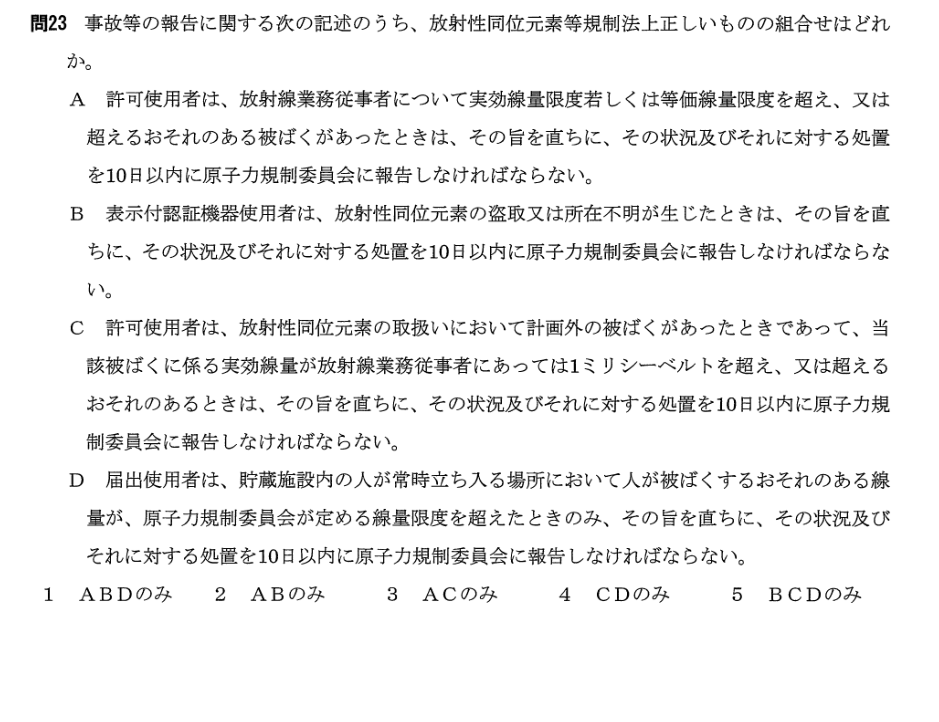 問23　事故等の報告に関する次の記述のうち、放射性同位元素等規制法上正しいものの組合せはどれ
か。
A　許可使用者は、放射線業務従事者について実効線量限度若しくは等価線量限度を超え、又は
超えるおそれのある被ばくがあったときは、その旨を直ちに、その状況及びそれに対する処置
を10日以内に原子力規制委員会に報告しなければならない。
B　表示付認証機器使用者は、放射性同位元素の盗取又は所在不明が生じたときは、その旨を直
ちに、その状況及びそれに対する処置を10日以内に原子力規制委員会に報告しなければならな
い。
C　許可使用者は、放射性同位元素の取扱いにおいて計画外の被ばくがあったときであって、当
該被ばくに係る実効線量が放射線業務従事者にあっては1ミリシーベルトを超え、又は超える
おそれのあるときは、その旨を直ちに、その状況及びそれに対する処置を10日以内に原子力規
制委員会に報告しなければならない。
D　届出使用者は、貯蔵施設内の人が常時立ち入る場所において人が被ばくするおそれのある線
量が、原子力規制委員会が定める線量限度を超えたときのみ、その旨を直ちに、その状況及び
それに対する処置を10日以内に原子力規制委員会に報告しなければならない。
1　ABDのみ　2　ABのみ　3　ACのみ　4　CDのみ　5　BCDのみ